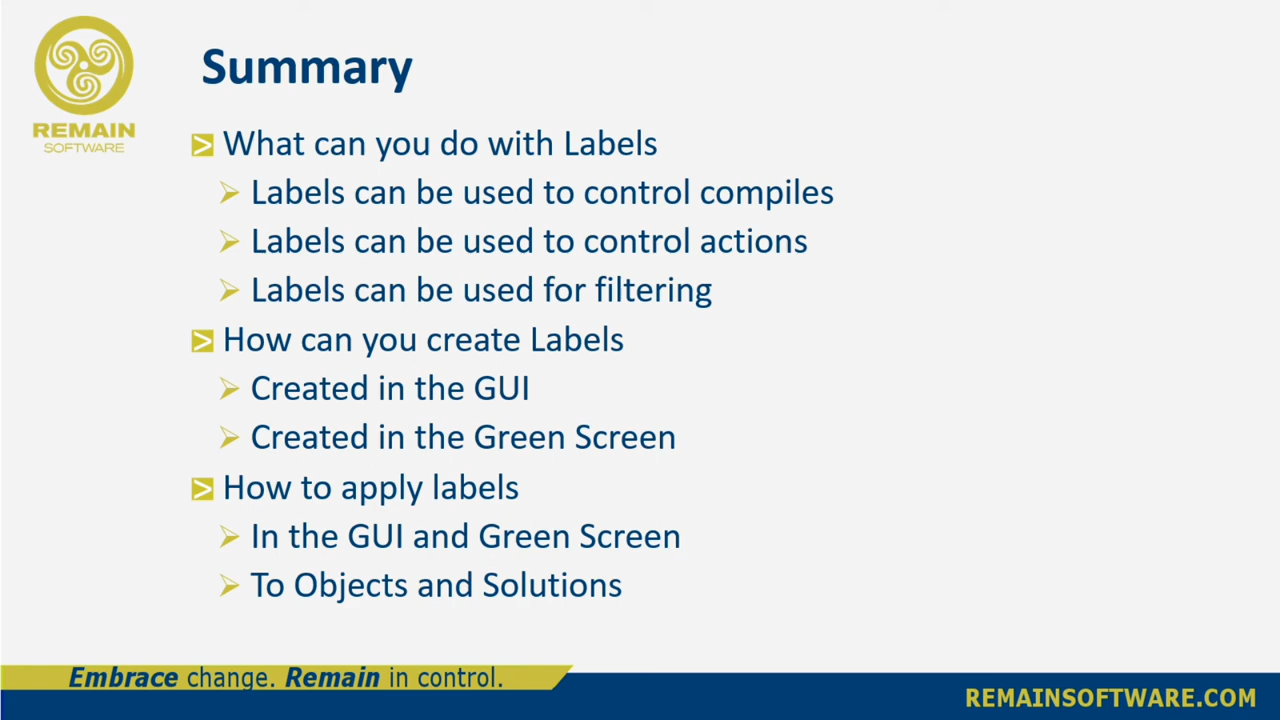 REMAIN
SOFTWARE
Summary
> What can you do with Labels
Labels can be used to control compiles
Labels can be used to control actions
Labels can be used for filtering
> How can you create Labels
Created in the GUI
Created in the Green Screen
> How to apply labels
In the GUI and Green Screen
To Objects and Solutions
Embrace change. Remain in control.
REMAINSOFTWARE.COM